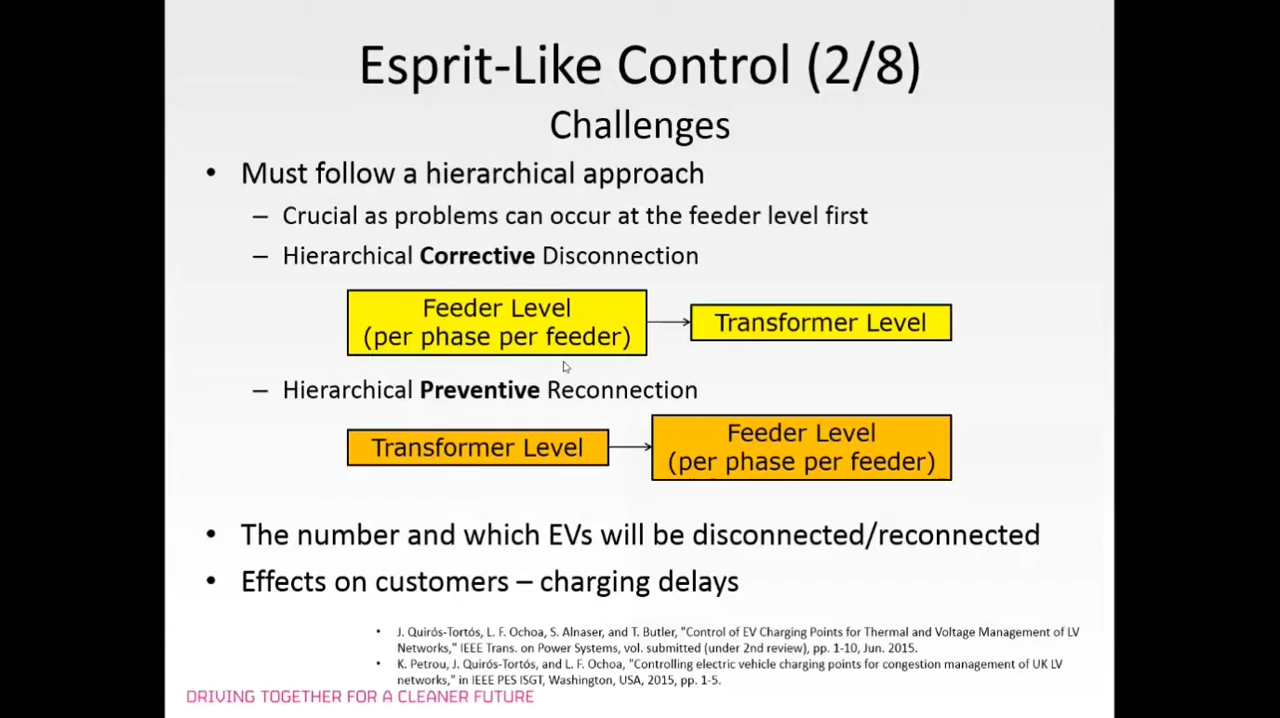 Esprit-Like Control (2/8)
Challenges
• Must follow a hierarchical approach
– Crucial as problems can occur at the feeder level first
– Hierarchical Corrective Disconnection
Feeder Level
(per phase per feeder)
Transformer Level
– Hierarchical Preventive Reconnection
Transformer Level
Feeder Level
(per phase per feeder)
• The number and which EVs will be disconnected/reconnected
• Effects on customers – charging delays
• J. Quirós-Tortós, L. F. Ochoa, S. Alnaser, and T. Butler, "Control of EV Charging Points for Thermal and Voltage Management of LV
Networks," IEEE Trans. on Power Systems, vol. submitted (under 2nd review), pp. 1-10, Jun. 2015.
• K. Petrou, J. Quirós-Tortós, and L. F. Ochoa, "Controlling electric vehicle charging points for congestion management of UK LV
networks," in IEEE PES ISGT, Washington, USA, 2015, pp. 1-5.
DRIVING TOGETHER FOR A CLEANER FUTURE